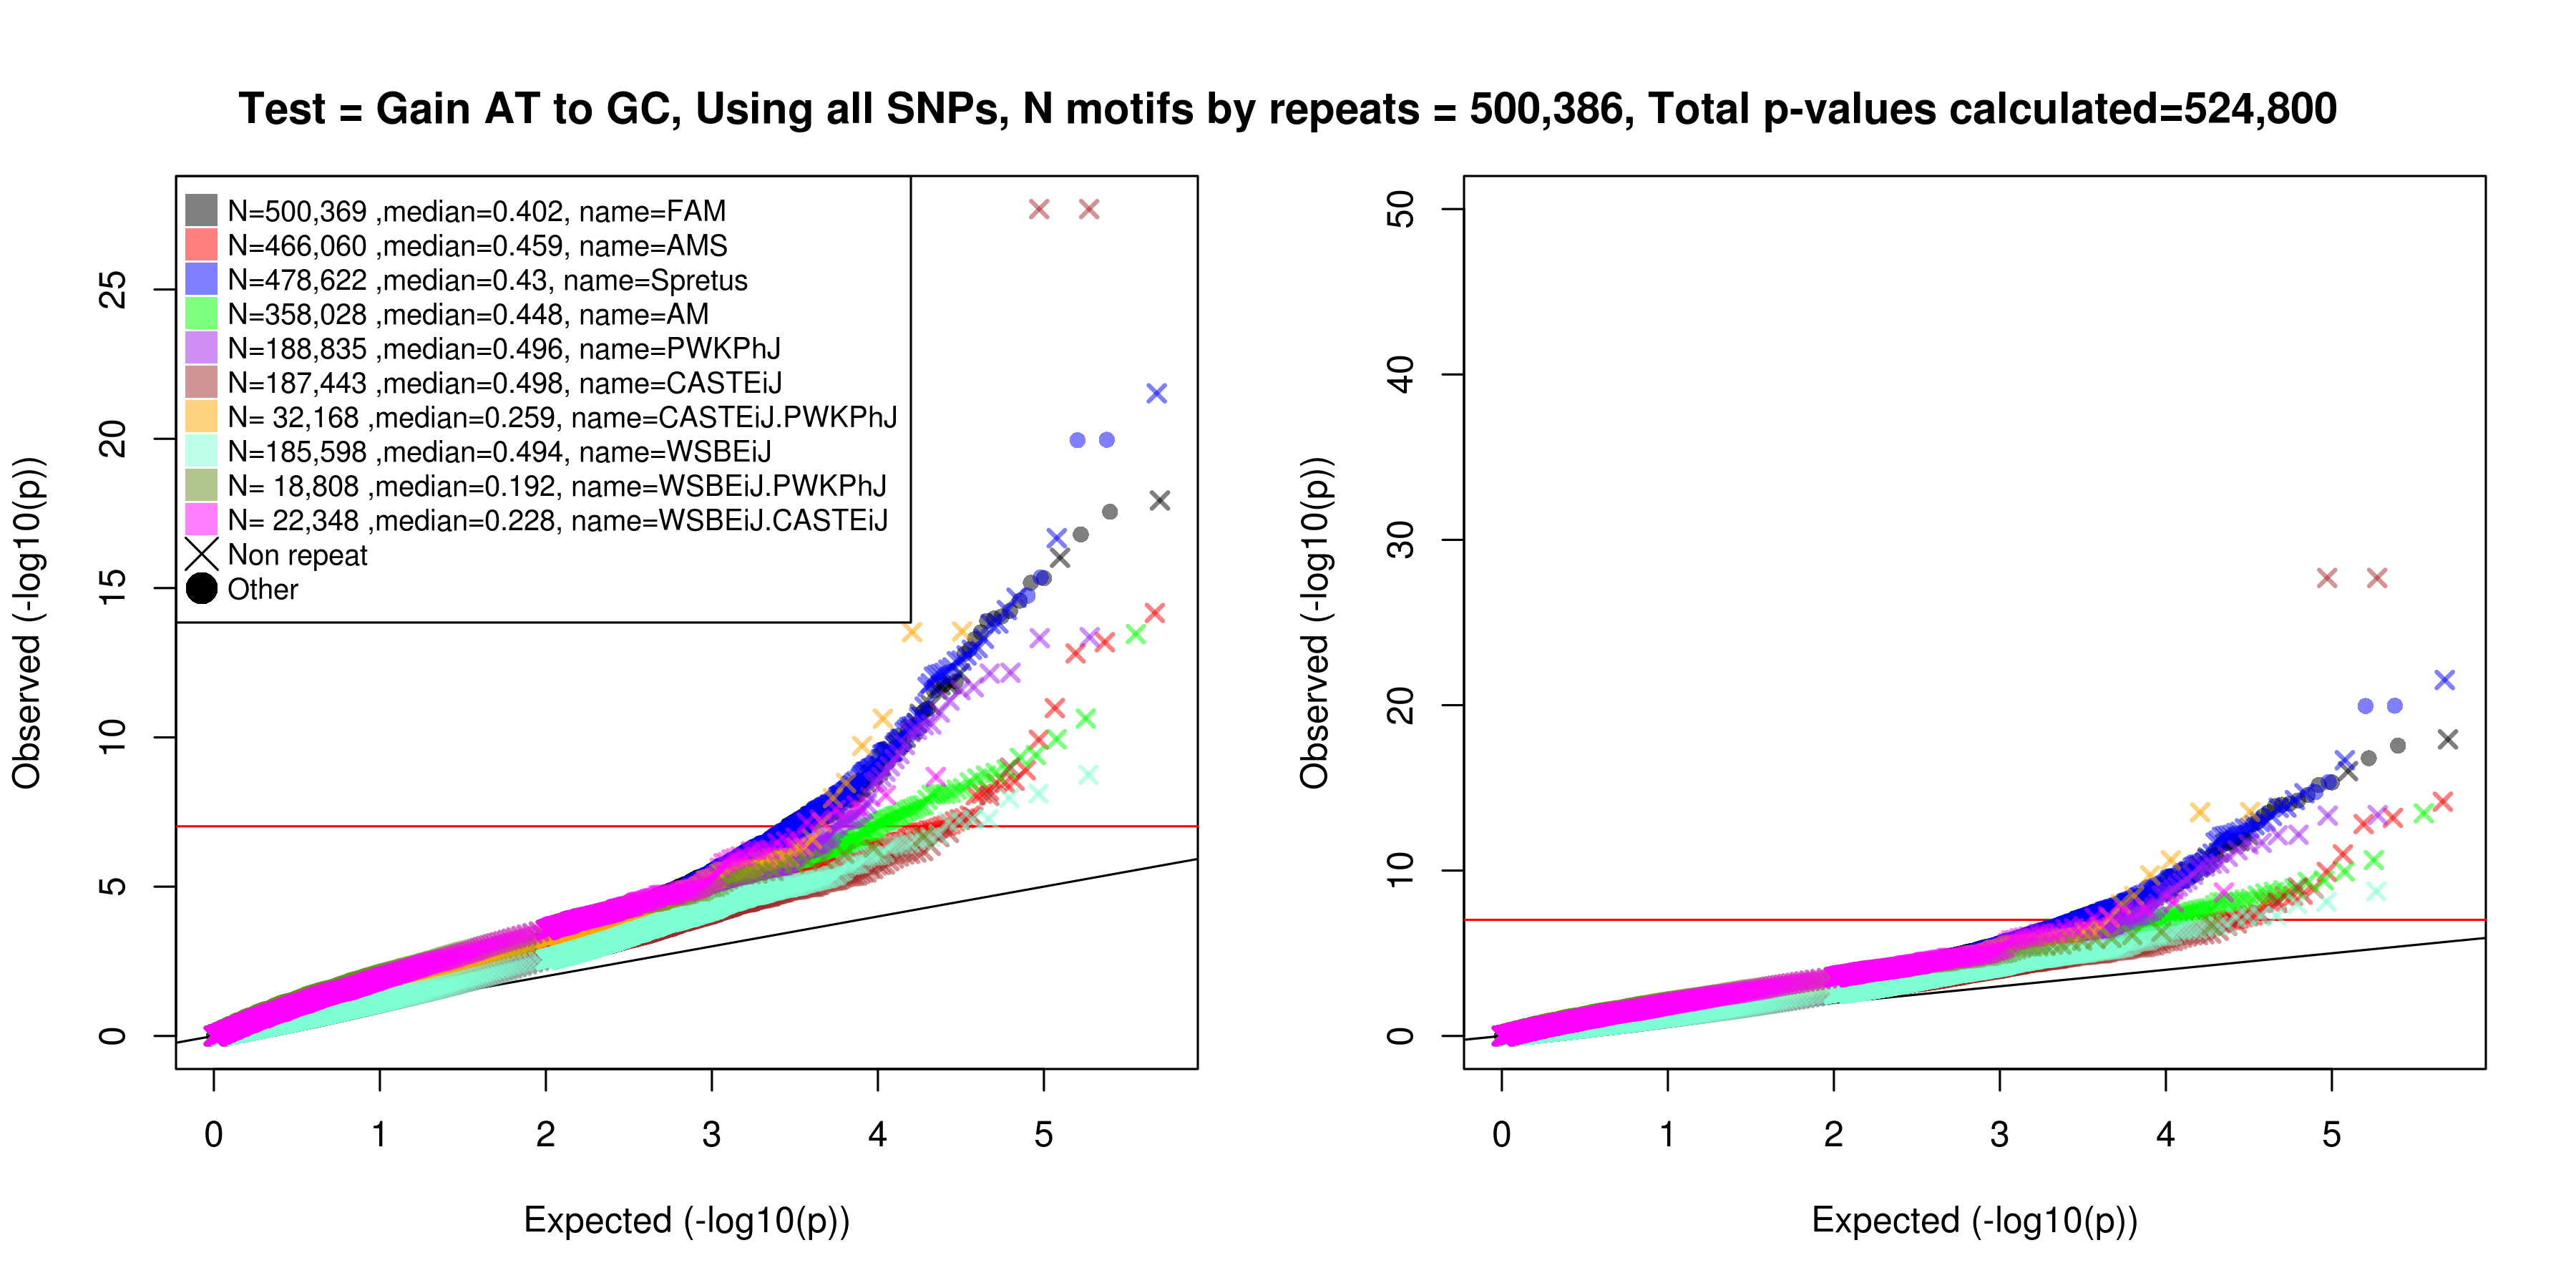 Test = Gain AT to GC, Using all SNPs, N motifs by repeats = 500,386, Total p-values calculated=524,800
N=500,369 ,median=0.402, name=FAM
N=466,060 ,median=0.459, name=AMS
N=478,622 ,median=0.43, name=Spretus
N=358,028 ,median=0.448, name=AM
N=188,835 ,median=0.496, name=PWKPhJ
N=187,443 ,median=0.498, name=CASTEiJ
N= 32,168 ,median=0.259, name=CASTEiJ.PWKPhJ
N=185,598 ,median=0.494, name=WSBEiJ
N= 18,808 ,median=0.192, name=WSBEiJ.PWKPhJ
N= 22,348 ,median=0.228, name=WSBEiJ.CASTEiJ
Non repeat
Other
Observed (-log10(p))
25
20
15
10
5
0
0 1 2 3 4 5
Expected (-log10(p))
Observed (-log10(p))
50
40
30
20
10
0
0 1 2 3 4 5
Expected (-log10(p))